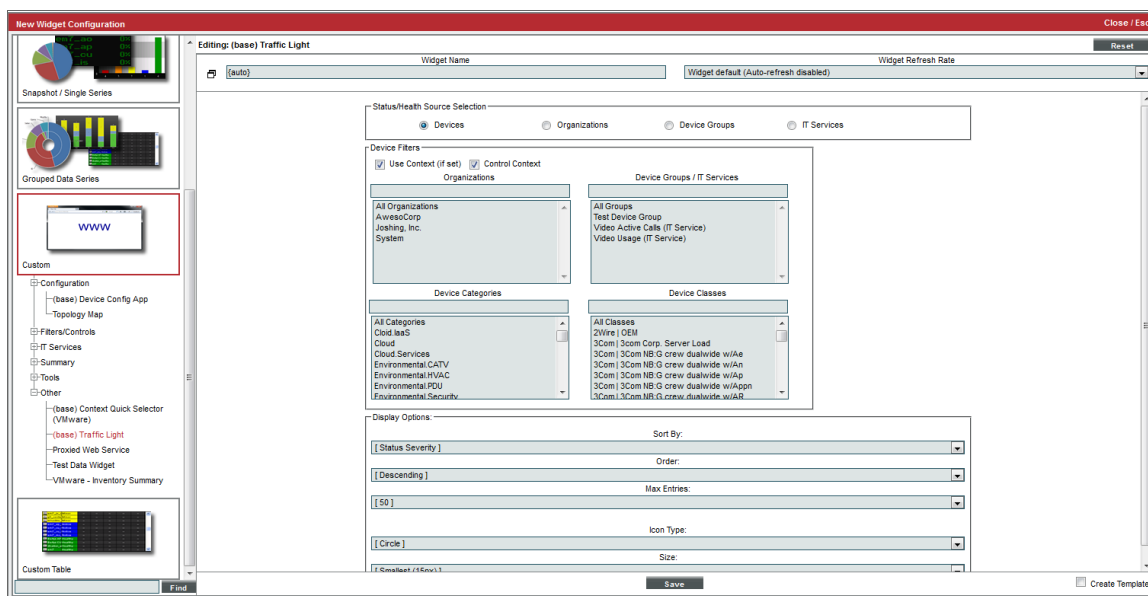 New Widget Configuration
Close / Esc
Editing: (base) Traffic Light
Reset
Widget Name
Widget Refresh Rate
{auto}
Widget default (Auto-refresh disabled)
Snapshot / Single Series
Grouped Data Series
www
Custom
Configuration
(base) Device Config App
Topology Map
Filters/Controls
IT Services
Summary
Tools
Other
(base) Context Quick Selector
(VMware)
(base) Traffic Light
Proxied Web Service
Test Data Widget
VMware - Inventory Summary
Custom Table
Find
Status/Health Source Selection
Devices
Organizations
Device Groups
IT Services
Device Filters
Use Context (if set)
Control Context
Organizations
Device Groups / IT Services
All Organizations
AwesoCorp
Joshing, Inc.
System
All Groups
Test Device Group
Video Active Calls (IT Service)
Video Usage (IT Service)
Device Categories
Device Classes
All Categories
Cloid.IaaS
Cloud
Cloud.Services
Environmental.CATV
Environmental.HVAC
Environmental.PDU
Environmental.Security
All Classes
2Wire | OEM
3Com | 3com Corp. Server Load
3Com | 3Com NB:G crew dualwide w/Ae
3Com | 3Com NB:G crew dualwide w/An
3Com | 3Com NB:G crew dualwide w/Ap
3Com | 3Com NB:G crew dualwide w/Appn
3Com | 3Com NB:G crew dualwide w/AR
Display Options:
Sort By:
[ Status Severity ]
Order:
[ Descending ]
Max Entries:
[ 50 ]
Icon Type:
[ Circle ]
Size:
[ Smallest (15px) ]
Save
Create Template